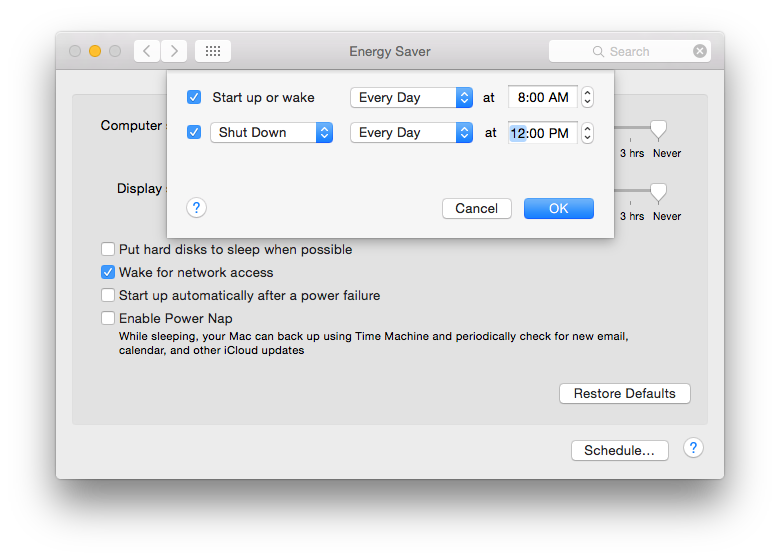 Energy Saver
Search
Start up or wake Every Day at 8:00 AM
Shut Down Every Day at 12:00 PM
? Cancel OK
Computer
3 hrs Never
Display
3 hrs Never
Put hard disks to sleep when possible
Wake for network access
Start up automatically after a power failure
Enable Power Nap
While sleeping, your Mac can back up using Time Machine and periodically check for new email,
calendar, and other iCloud updates
Restore Defaults
Schedule... ?